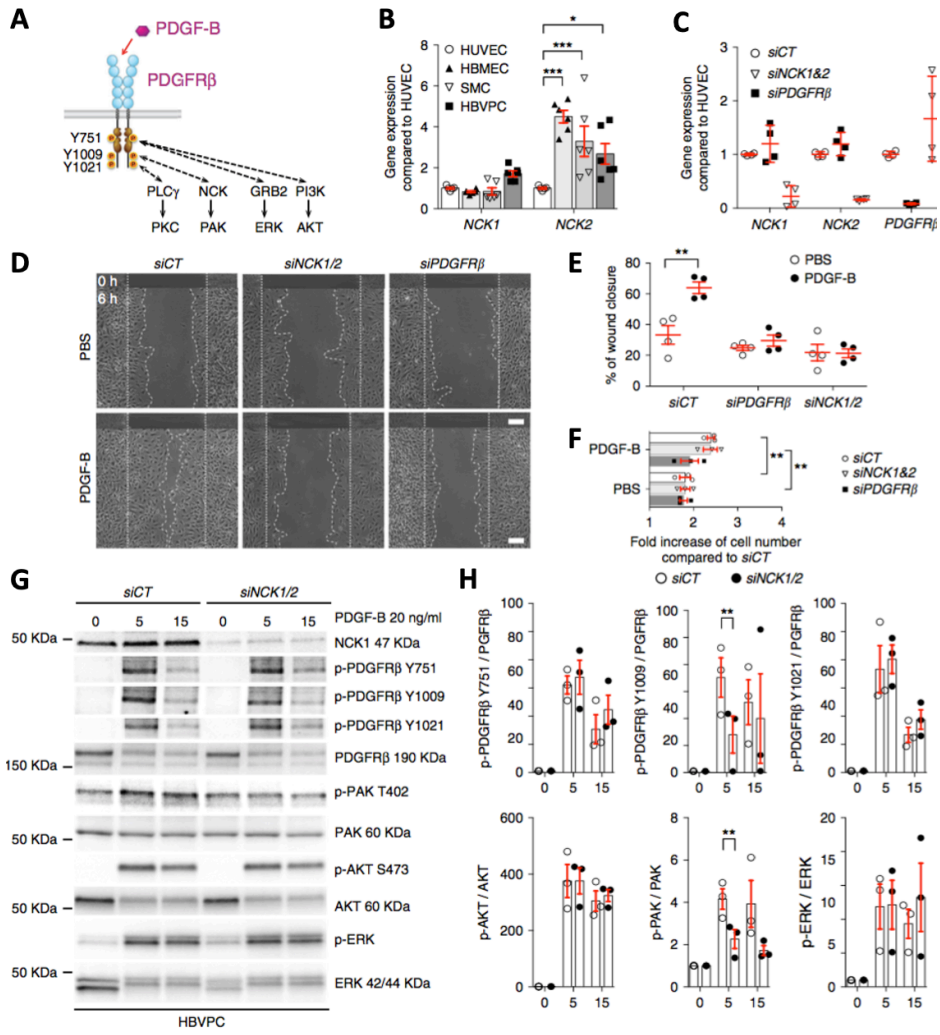 A
PDGF-B
PDGFRβ
Y751
Y1009
Y1021
PLCγ NCK GRB2 PI3K
PKC PAK ERK AKT
B
Gene expression
compared to HUVEC
8
6
4
2
0
HUVEC
HBMEC
SMC
HBVPC
*
***
***
NCK1 NCK2
C
Gene expression
compared to HUVEC
3
2
1
0
siCT
siNCK1&2
siPDGFRβ
NCK1 NCK2 PDGFRβ
D
siCT siNCK1/2 siPDGFRβ
0 h
6 h
PBS
PDGF-B
E
% of wound closure
80
60
40
20
0
**
PBS
PDGF-B
siCT siPDGFRβ siNCK1/2
F
PDGF-B
PBS
**
**
siCT
siNCK1&2
siPDGFRβ
1 2 3 4
Fold increase of cell number
compared to siCT
G
siCT siNCK1/2
0 5 15 0 5 15 PDGF-B 20 ng/ml
50 KDa NCK1 47 KDa
p-PDGFRβ Y751
p-PDGFRβ Y1009
p-PDGFRβ Y1021
PDGFRβ 190 KDa
150 KDa
p-PAK T402
PAK 60 KDa
50 KDa
p-AKT S473
AKT 60 KDa
50 KDa
p-ERK
50 KDa
ERK 42/44 KDa
HBVPC
H
siCT siNCK1/2
p-PDGFRβ Y751 / PGFRβ
100
80
60
40
20
0
0 5 15
p-PDGFRβ Y1009 / PGFRβ
100
80
60
40
20
0
**
0 5 15
p-PDGFRβ Y1021 / PGFRβ
100
80
60
40
20
0
0 5 15
p-AKT / AKT
600
400
200
0
0 5 15
p-PAK / PAK
6
4
2
0
**
0 5 15
p-ERK / ERK
20
15
10
5
0
0 5 15